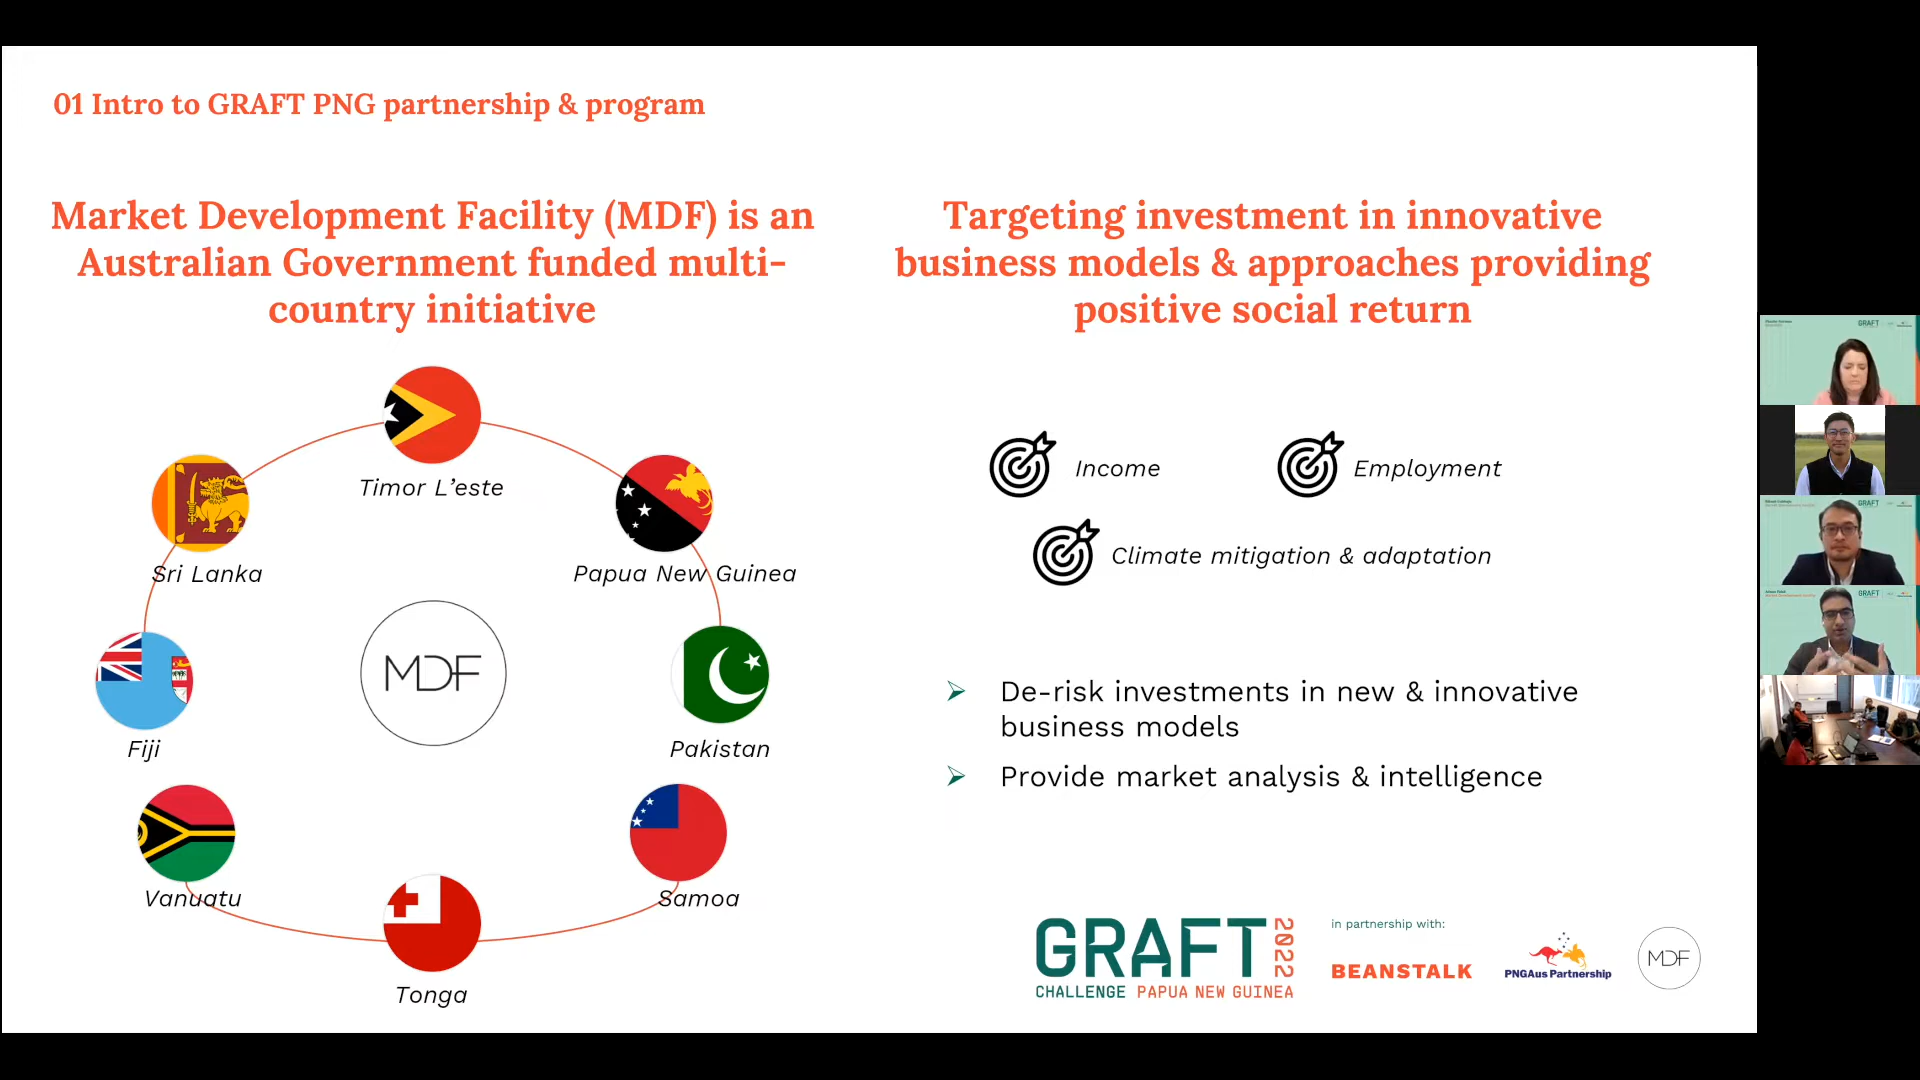 01 Intro to GRAFT PNG partnership & program
Market Development Facility (MDF) is an
Australian Government funded multi-
country initiative
Timor L’este
Sri Lanka
Papua New Guinea
MDF
Fiji
Pakistan
Vanuatu
Samoa
Tonga
Targeting investment in innovative
business models & approaches providing
positive social return
Income
Employment
Climate mitigation & adaptation
De-risk investments in new & innovative
business models
Provide market analysis & intelligence
GRAFT
2022
CHALLENGE PAPUA NEW GUINEA
in partnership with:
BEANSTALK
PNGAus Partnership
MDF
GRAFT
GRAFT
GRAFT